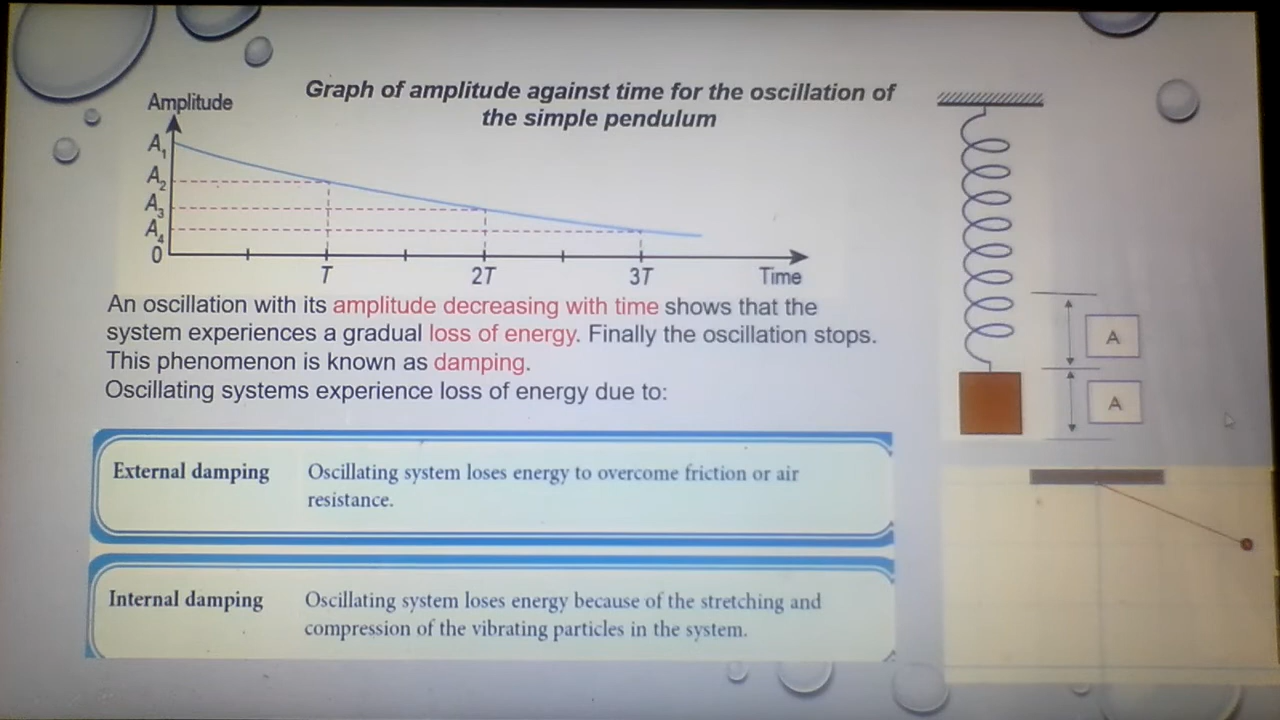 Graph of amplitude against time for the oscillation of
the simple pendulum
Amplitude
A1
A2
A3
A4
0
T
2T
3T
Time
An oscillation with its amplitude decreasing with time shows that the
system experiences a gradual loss of energy. Finally the oscillation stops.
This phenomenon is known as damping.
Oscillating systems experience loss of energy due to:
External damping
Oscillating system loses energy to overcome friction or air
resistance.
Internal damping
Oscillating system loses energy because of the stretching and
compression of the vibrating particles in the system.
A
A